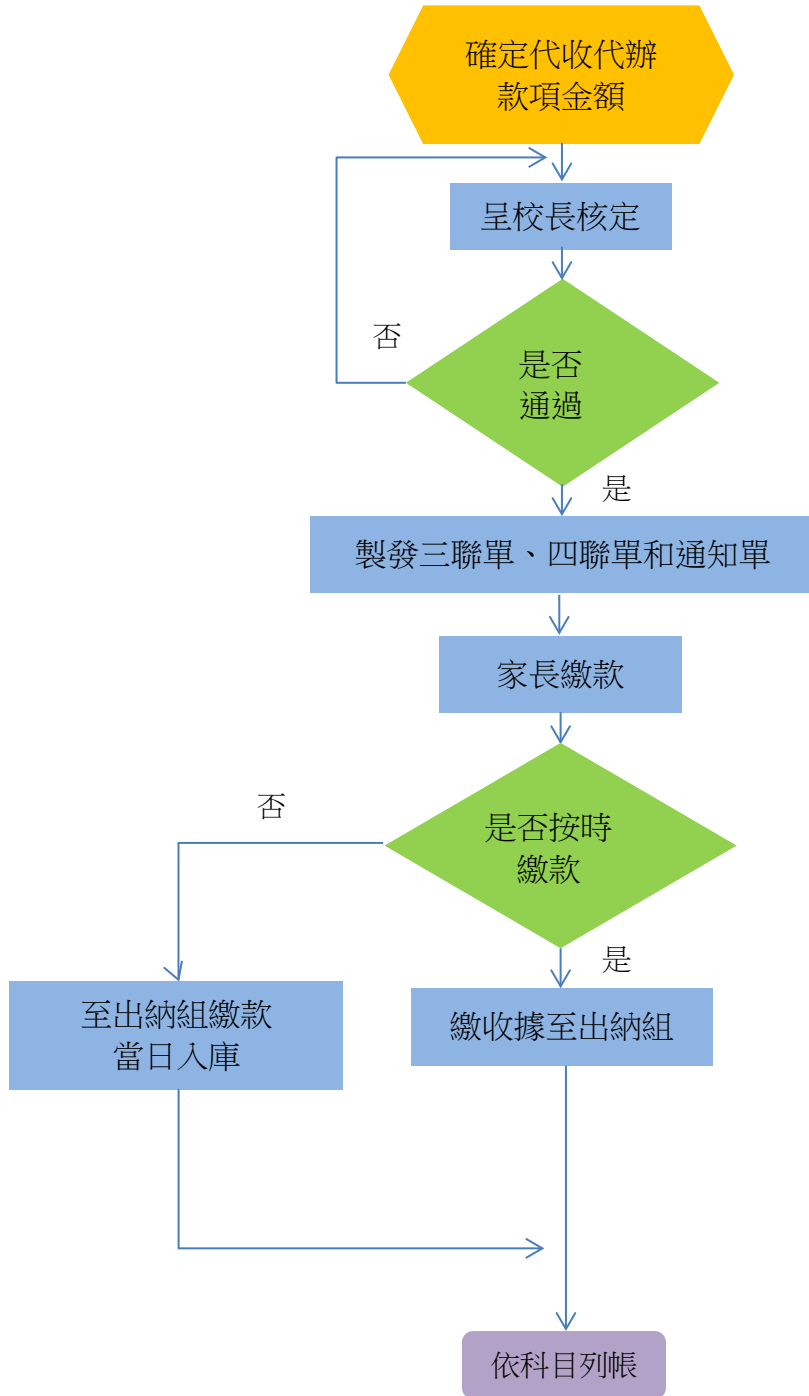 確定代收代辦
款項金額
呈校長核定
否
是否
通過
是
製發三聯單、四聯單和通知單
家長繳款
否
是否按時
繳款
是
至出納組繳款
當日入庫
繳收據至出納組
依科目列帳